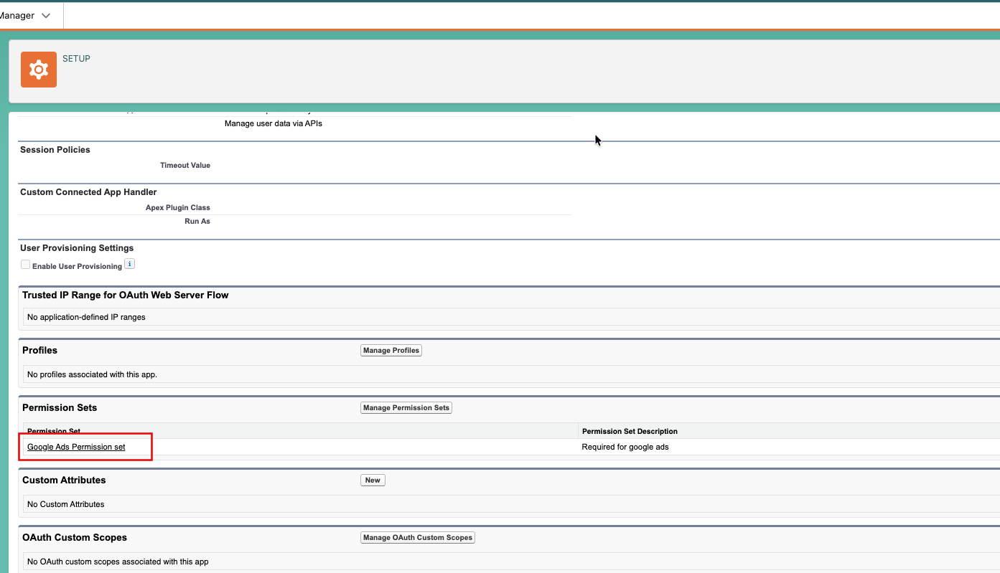 Manager
SETUP
Manage user data via APIs
Session Policies
Timeout Value
Custom Connected App Handler
Apex Plugin Class
Run As
User Provisioning Settings
Enable User Provisioning i
Trusted IP Range for OAuth Web Server Flow
No application-defined IP ranges
Profiles Manage Profiles
No profiles associated with this app.
Permission Sets Manage Permission Sets
Permission Set Permission Set Description
Google Ads Permission set Required for google ads
Custom Attributes New
No Custom Attributes
OAuth Custom Scopes Manage OAuth Custom Scopes
No OAuth custom scopes associated with this app